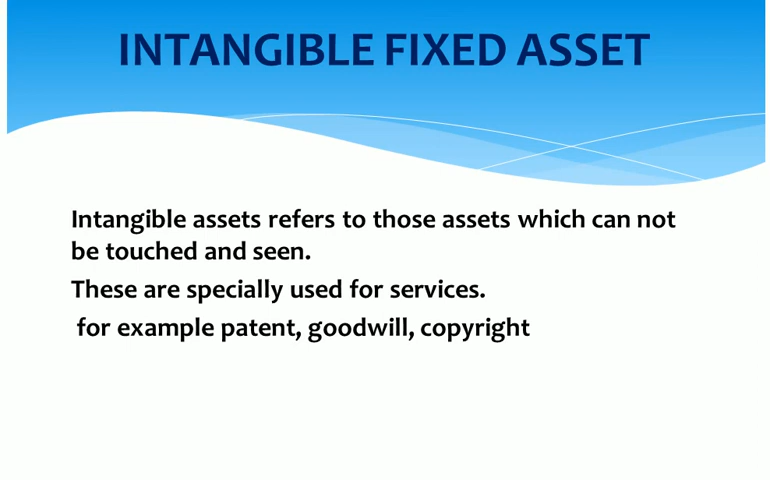 INTANGIBLE FIXED ASSET
Intangible assets refers to those assets which can not
be touched and seen.
These are specially used for services.
for example patent, goodwill, copyright